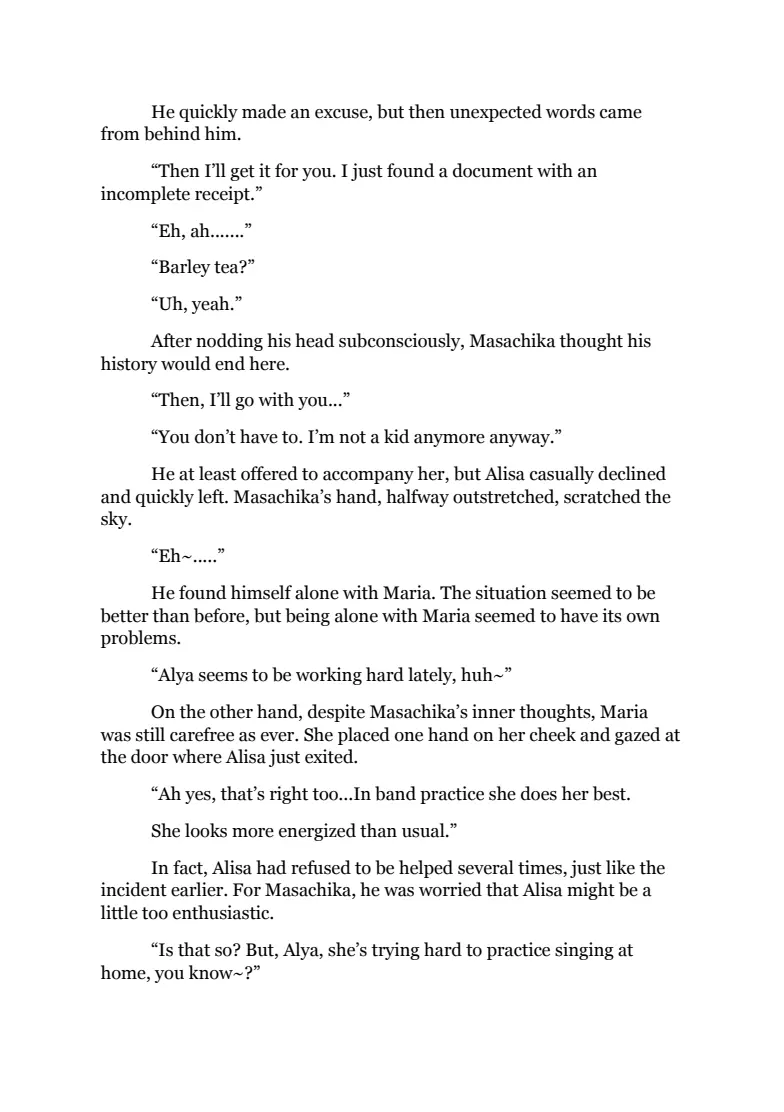 He quickly made an excuse, but then unexpected words came
from behind him.
“Then I’ll get it for you. I just found a document with an
incomplete receipt.”
“Eh, ah.......”
“Barley tea?”
“Uh, yeah.”
After nodding his head subconsciously, Masachika thought his
history would end here.
“Then, I’ll go with you...”
“You don’t have to. I’m not a kid anymore anyway.”
He at least offered to accompany her, but Alisa casually declined
and quickly left. Masachika’s hand, halfway outstretched, scratched the
sky.
“Eh~.....”
He found himself alone with Maria. The situation seemed to be
better than before, but being alone with Maria seemed to have its own
problems.
“Alya seems to be working hard lately, huh~”
On the other hand, despite Masachika’s inner thoughts, Maria
was still carefree as ever. She placed one hand on her cheek and gazed at
the door where Alisa just exited.
“Ah yes, that’s right too...In band practice she does her best.
She looks more energized than usual.”
In fact, Alisa had refused to be helped several times, just like the
incident earlier. For Masachika, he was worried that Alisa might be a
little too enthusiastic.
“Is that so? But, Alya, she’s trying hard to practice singing at
home, you know~?”